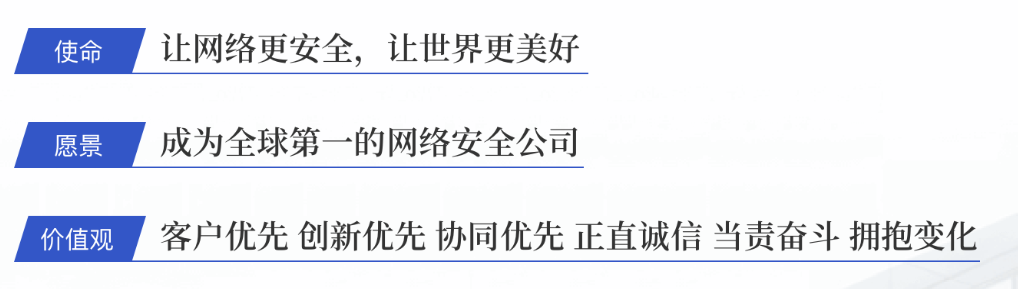 使命 让网络更安全，让世界更美好
愿景 成为全球第一的网络安全公司
价值观 客户优先 创新优先 协同优先 正直诚信 当责奋斗 拥抱变化